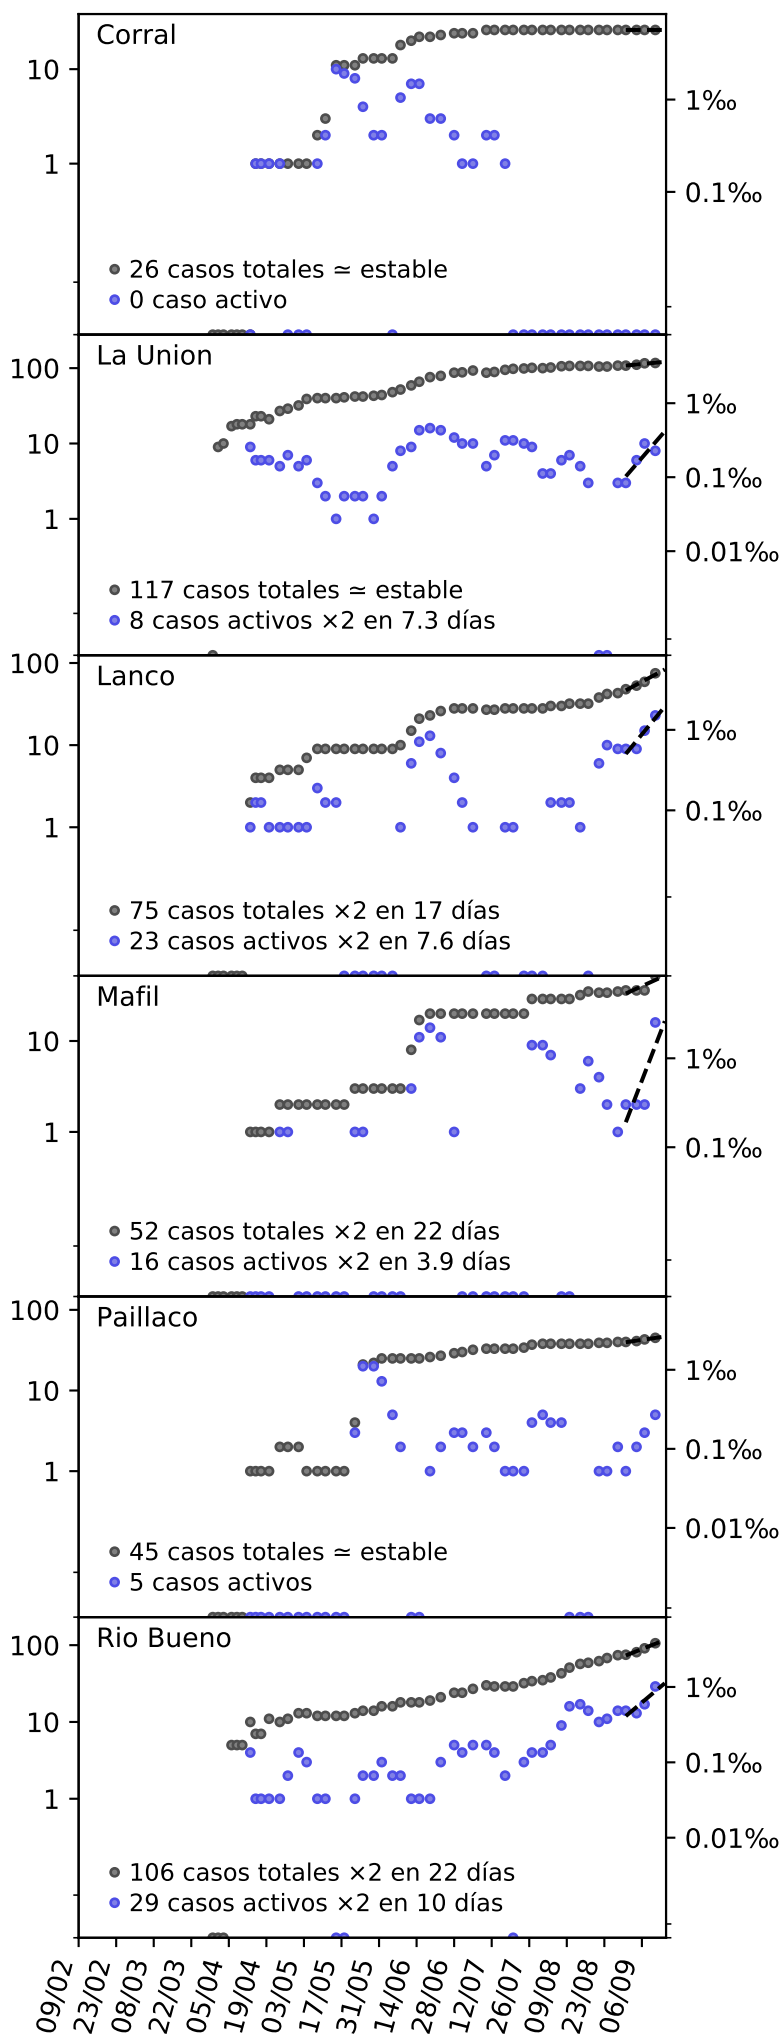 Corral
10
1
1‰
0.1‰
26 casos totales ≃ estable
0 caso activo
La Union
100
10
1
1‰
0.1‰
0.01‰
117 casos totales ≃ estable
8 casos activos ×2 en 7.3 días
Lanco
100
10
1
1‰
0.1‰
75 casos totales ×2 en 17 días
23 casos activos ×2 en 7.6 días
Mafil
10
1
1‰
0.1‰
52 casos totales ×2 en 22 días
16 casos activos ×2 en 3.9 días
Paillaco
100
10
1
1‰
0.1‰
0.01‰
45 casos totales ≃ estable
5 casos activos
Rio Bueno
100
10
1
1‰
0.1‰
0.01‰
106 casos totales ×2 en 22 días
29 casos activos ×2 en 10 días
09/02
23/02
08/03
22/03
05/04
19/04
03/05
17/05
31/05
14/06
28/06
12/07
26/07
09/08
23/08
06/09